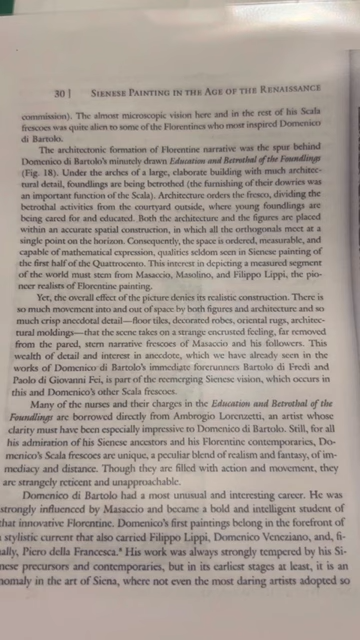 30 | SIENESE PAINTING IN THE AGE OF THE RENAISSANCE
commission). The almost microscopic vision here and in the rest of his Scala
frescoes was quite alien to some of the Florentines who most inspired Domenico
di Bartolo.
The architectonic formation of Florentine narrative was the spur behind
Domenico di Bartolo's minutely drawn Education and Betrothal of the Foundlings
(Fig. 18). Under the arches of a large, elaborate building with much architec-
tural detail, foundlings are being betrothed (the furnishing of their dowries was
an important function of the Scala). Architecture orders the fresco, dividing the
betrothal activities from the courtyard outside, where young foundlings are
being cared for and educated. Both the architecture and the figures are placed
within an accurate spatial construction, in which all the orthogonals meet at a
single point on the horizon. Consequently, the space is ordered, measurable, and
capable of mathematical expression, qualities seldom seen in Sienese painting of
the first half of the Quattrocento. This interest in depicting a measured segment
of the world must stem from Masaccio, Masolino, and Filippo Lippi, the pio-
neer realists of Florentine painting.
Yet, the overall effect of the picture denies its realistic construction. There is
so much movement into and out of space by both figures and architecture and so
much crisp anecdotal detail—floor tiles, decorated robes, oriental rugs, architec-
tural moldings—that the scene takes on a strange encrusted feeling, far removed
from the pared, stern narrative frescoes of Masaccio and his followers. This
wealth of detail and interest in anecdote, which we have already seen in the
works of Domenico di Bartolo's immediate forerunners Bartolo di Fredi and
Paolo di Giovanni Fei, is part of the reemerging Sienese vision, which occurs in
this and Domenico's other Scala frescoes.
Many of the nurses and their charges in the Education and Betrothal of the
Foundlings are borrowed directly from Ambrogio Lorenzetti, an artist whose
clarity must have been especially impressive to Domenico di Bartolo. Still, for all
his admiration of his Sienese ancestors and his Florentine contemporaries, Do-
menico's Scala frescoes are unique, a peculiar blend of realism and fantasy, of im-
mediacy and distance. Though they are filled with action and movement, they
are strangely reticent and unapproachable.
Domenico di Bartolo had a most unusual and interesting career. He was
strongly influenced by Masaccio and became a bold and intelligent student of
that innovative Florentine. Domenico's first paintings belong in the forefront of
stylistic current that also carried Filippo Lippi, Domenico Veneziano, and, fi-
ally, Piero della Francesca. His work was always strongly tempered by his Si-
nese precursors and contemporaries, but in its earliest stages at least, it is an
nomaly in the art of Siena, where not even the most daring artists adopted so